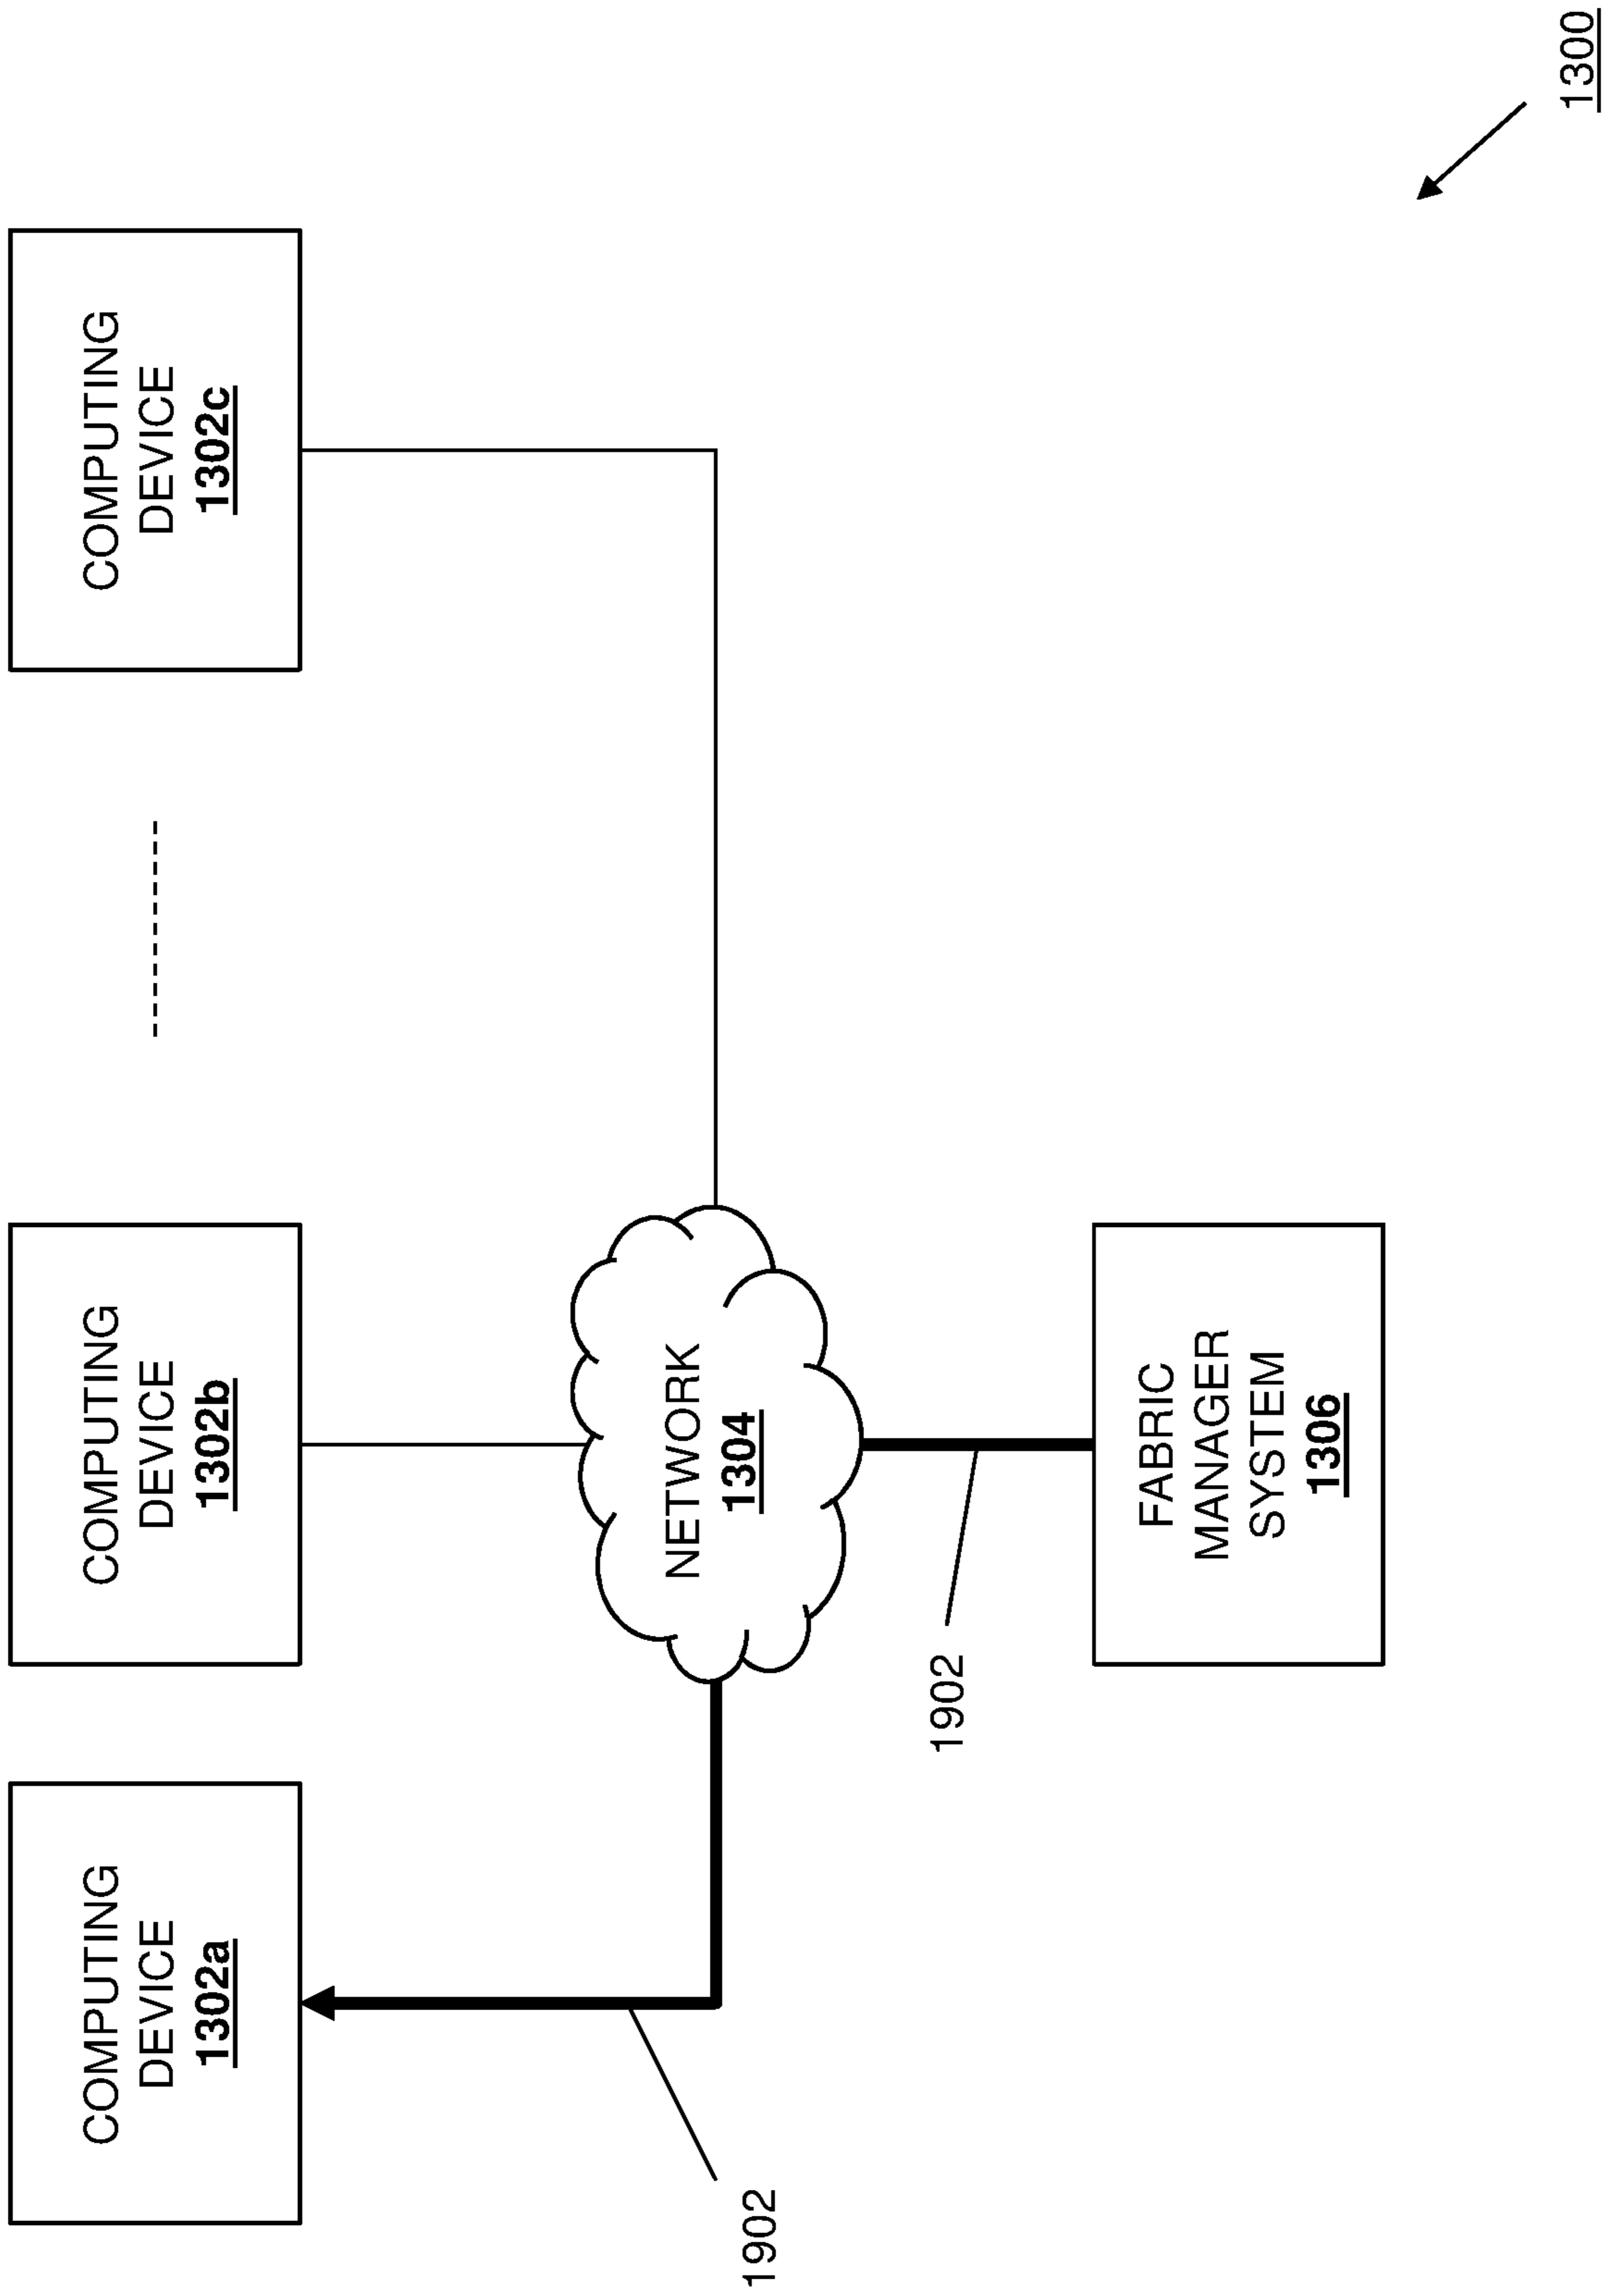 1300
COMPUTING
DEVICE
1302a
COMPUTING
DEVICE
1302b
COMPUTING
DEVICE
1302c
1902
NETWORK
1304
1902
FABRIC
MANAGER
SYSTEM
1306